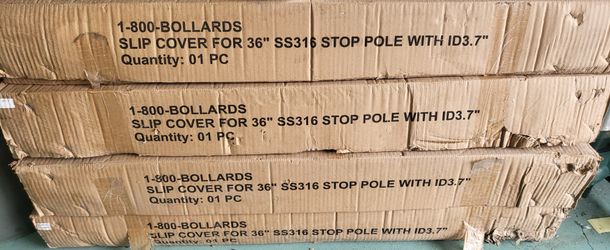 1-800-BOLLARDS
SLIP COVER FOR 36" SS316 STOP POLE WITH ID3.7"
Quantity: 01 PC
1-800-BOLLARDS
SLIP COVER FOR 36" SS316 STOP POLE WITH ID3.7"
Quantity: 01 PC
1-800-BOLLARDS
SLIP COVER FOR 36" SS316 STOP POLE WITH ID3.7"
Quantity: 01 PC
1-800-BOLLARDS
SLIP COVER FOR 36" SS316 STOP POLE WITH ID3.7"
Quantity: 01 PC